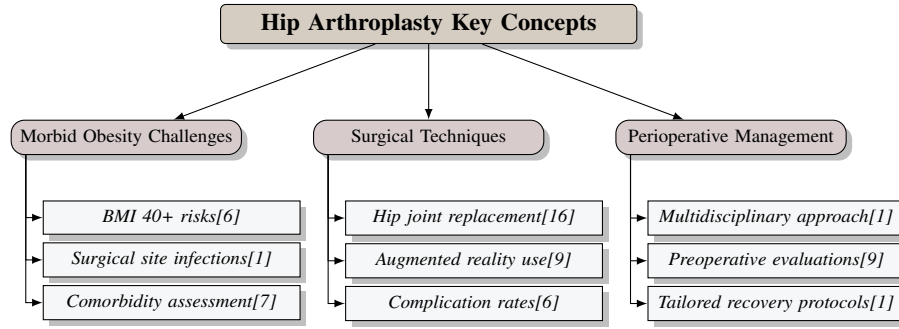 Hip Arthroplasty Key Concepts
Morbid Obesity Challenges
Surgical Techniques
Perioperative Management
BMI 40+ risks[6]
Hip joint replacement[16]
Multidisciplinary approach[1]
Surgical site infections[1]
Augmented reality use[9]
Preoperative evaluations[9]
Comorbidity assessment[7]
Complication rates[6]
Tailored recovery protocols[1]